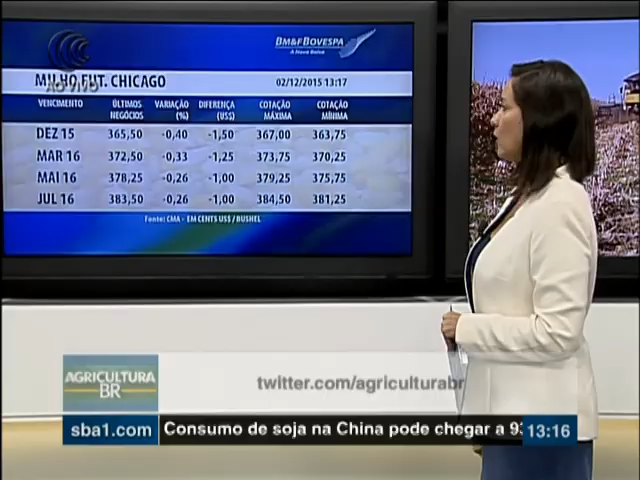 BM&FBOVESPA
A Nova Bolsa
MILHO FUT. CHICAGO 02/12/2015 13:17
AO VIVO
VENCIMENTO ÚLTIMOS NEGÓCIOS VARIAÇÃO (%) DIFERENÇA (US$) COTAÇÃO MÁXIMA COTAÇÃO MÍNIMA
DEZ 15 365,50 -0,40 -1,50 367,00 363,75
MAR 16 372,50 -0,33 -1,25 373,75 370,25
MAI 16 378,25 -0,26 -1,00 379,25 375,75
JUL 16 383,50 -0,26 -1,00 384,50 381,25
Fonte: CMA - EM CENTS US$ / BUSHEL
AGRICULTURA
BR
twitter.com/agriculturabr
sba1.com Consumo de soja na China pode chegar a 13:16